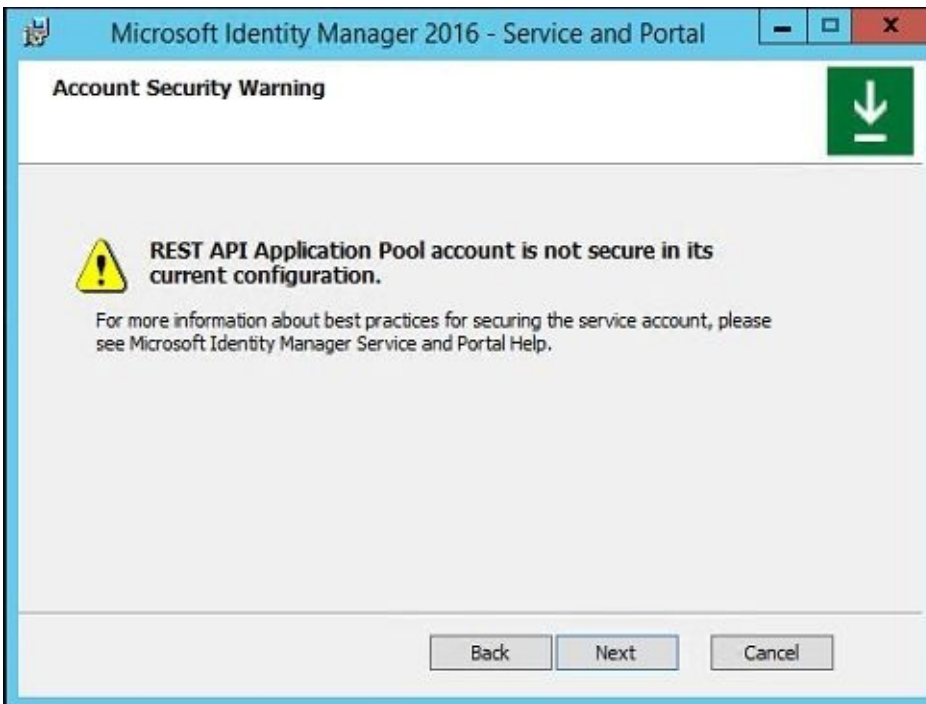 Microsoft Identity Manager 2016 - Service and Portal
Account Security Warning
REST API Application Pool account is not secure in its
current configuration.
For more information about best practices for securing the service account, please
see Microsoft Identity Manager Service and Portal Help.
Back Next Cancel